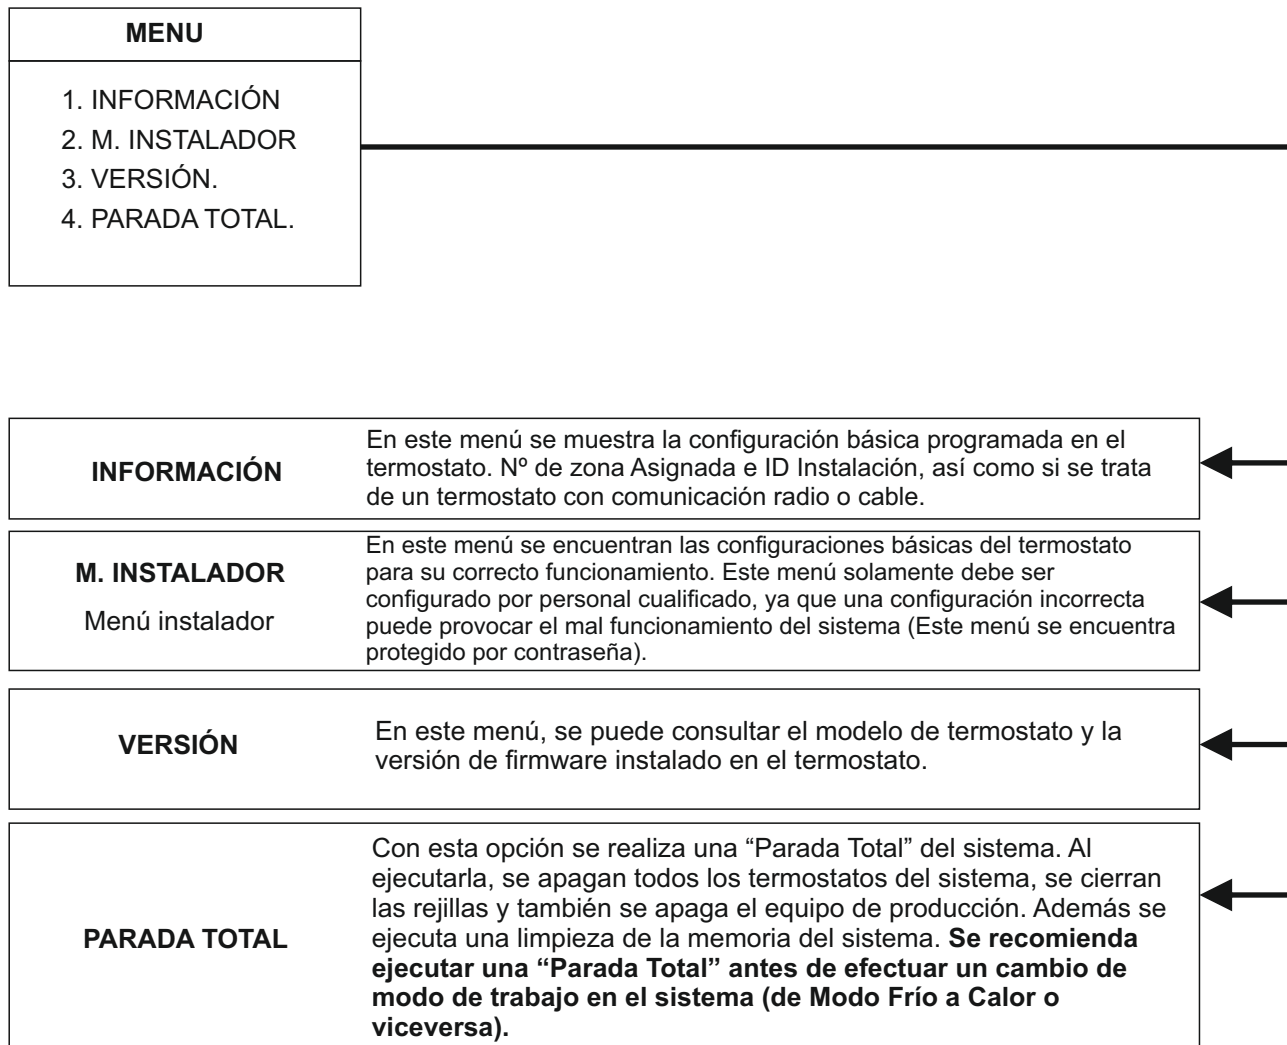 MENU
1. INFORMACIÓN
2. M. INSTALADOR
3. VERSIÓN.
4. PARADA TOTAL.
INFORMACIÓN
En este menú se muestra la configuración básica programada en el
termostato. Nº de zona Asignada e ID Instalación, así como si se trata
de un termostato con comunicación radio o cable.
M. INSTALADOR
Menú instalador
En este menú se encuentran las configuraciones básicas del termostato
para su correcto funcionamiento. Este menú solamente debe ser
configurado por personal cualificado, ya que una configuración incorrecta
puede provocar el mal funcionamiento del sistema (Este menú se encuentra
protegido por contraseña).
VERSIÓN
En este menú, se puede consultar el modelo de termostato y la
versión de firmware instalado en el termostato.
PARADA TOTAL
Con esta opción se realiza una “Parada Total” del sistema. Al
ejecutarla, se apagan todos los termostatos del sistema, se cierran
las rejillas y también se apaga el equipo de producción. Además se
ejecuta una limpieza de la memoria del sistema. Se recomienda
ejecutar una “Parada Total” antes de efectuar un cambio de
modo de trabajo en el sistema (de Modo Frío a Calor o
viceversa).